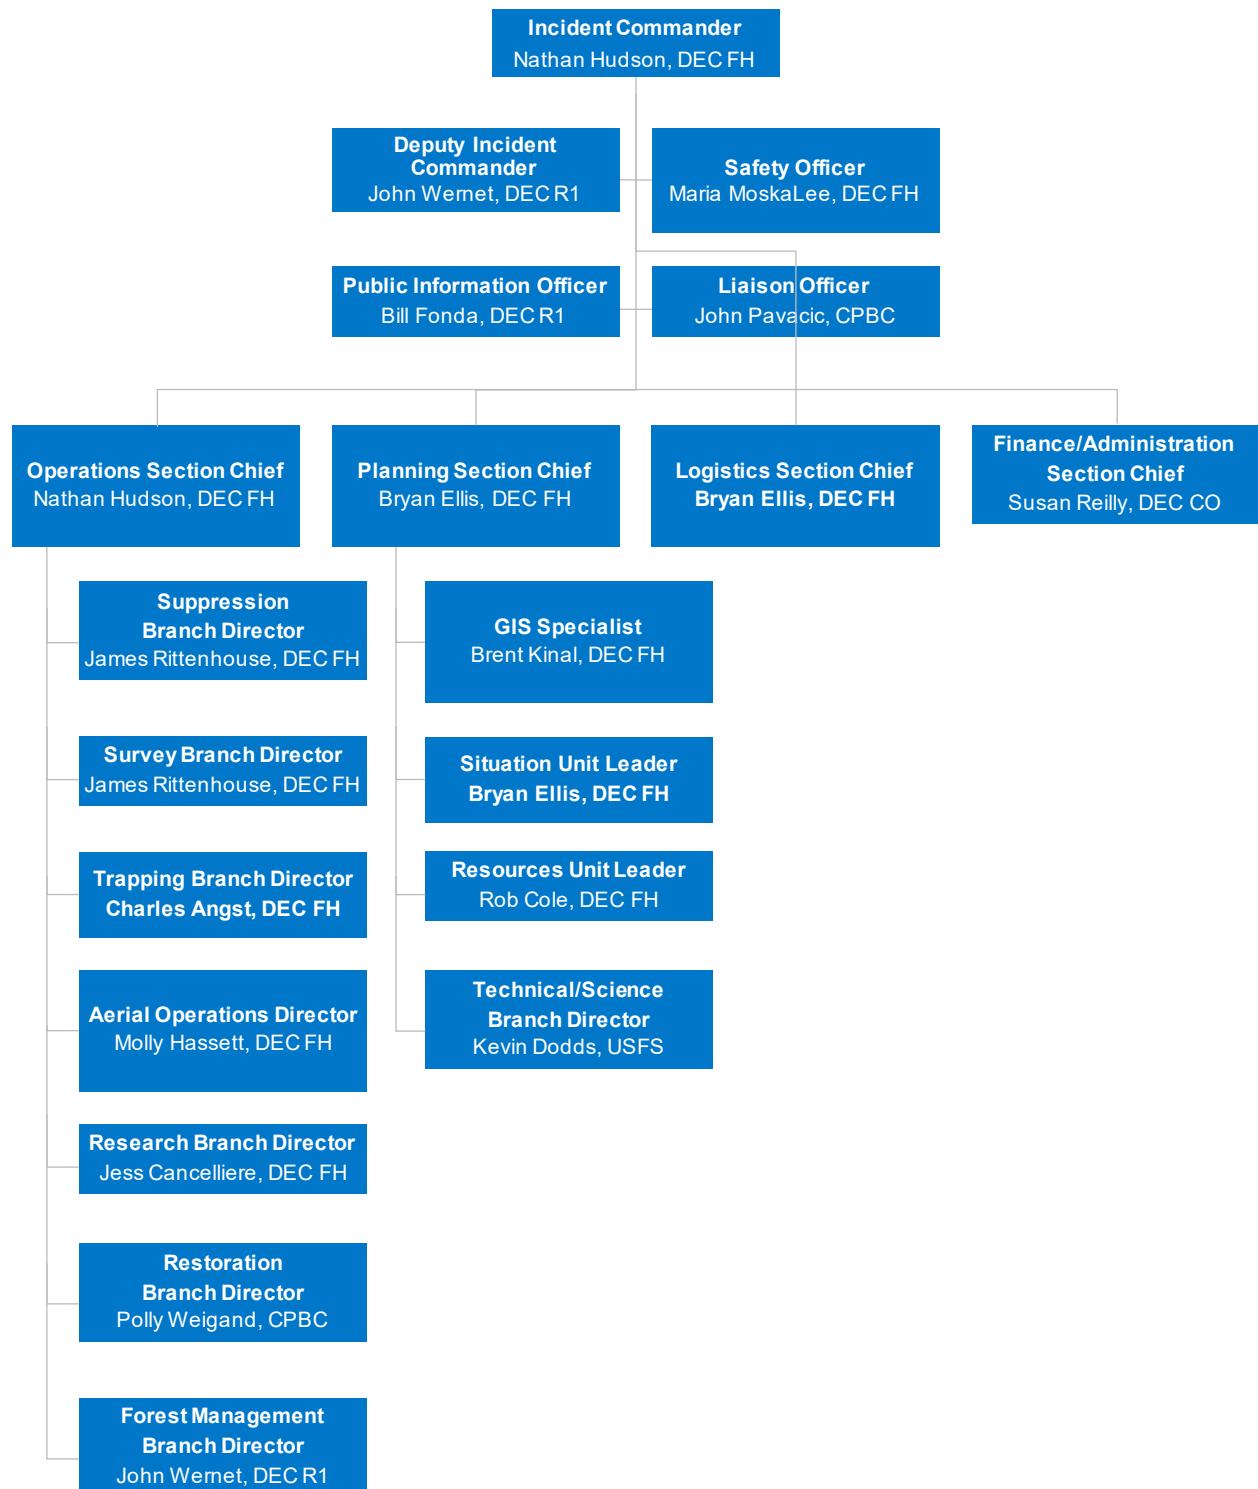 Incident Commander
Nathan Hudson, DEC FH
Deputy Incident
Commander
John Wernet, DEC R1
Safety Officer
Maria MoskaLee, DEC FH
Public Information Officer
Bill Fonda, DEC R1
Liaison Officer
John Pavacic, CPBC
Operations Section Chief
Nathan Hudson, DEC FH
Planning Section Chief
Bryan Ellis, DEC FH
Logistics Section Chief
Bryan Ellis, DEC FH
Finance/Administration
Section Chief
Susan Reilly, DEC CO
Suppression
Branch Director
James Rittenhouse, DEC FH
Survey Branch Director
James Rittenhouse, DEC FH
Trapping Branch Director
Charles Angst, DEC FH
Aerial Operations Director
Molly Hassett, DEC FH
Research Branch Director
Jess Cancelliere, DEC FH
Restoration
Branch Director
Polly Weigand, CPBC
Forest Management
Branch Director
John Wernet, DEC R1
GIS Specialist
Brent Kinal, DEC FH
Situation Unit Leader
Bryan Ellis, DEC FH
Resources Unit Leader
Rob Cole, DEC FH
Technical/Science
Branch Director
Kevin Dodds, USFS